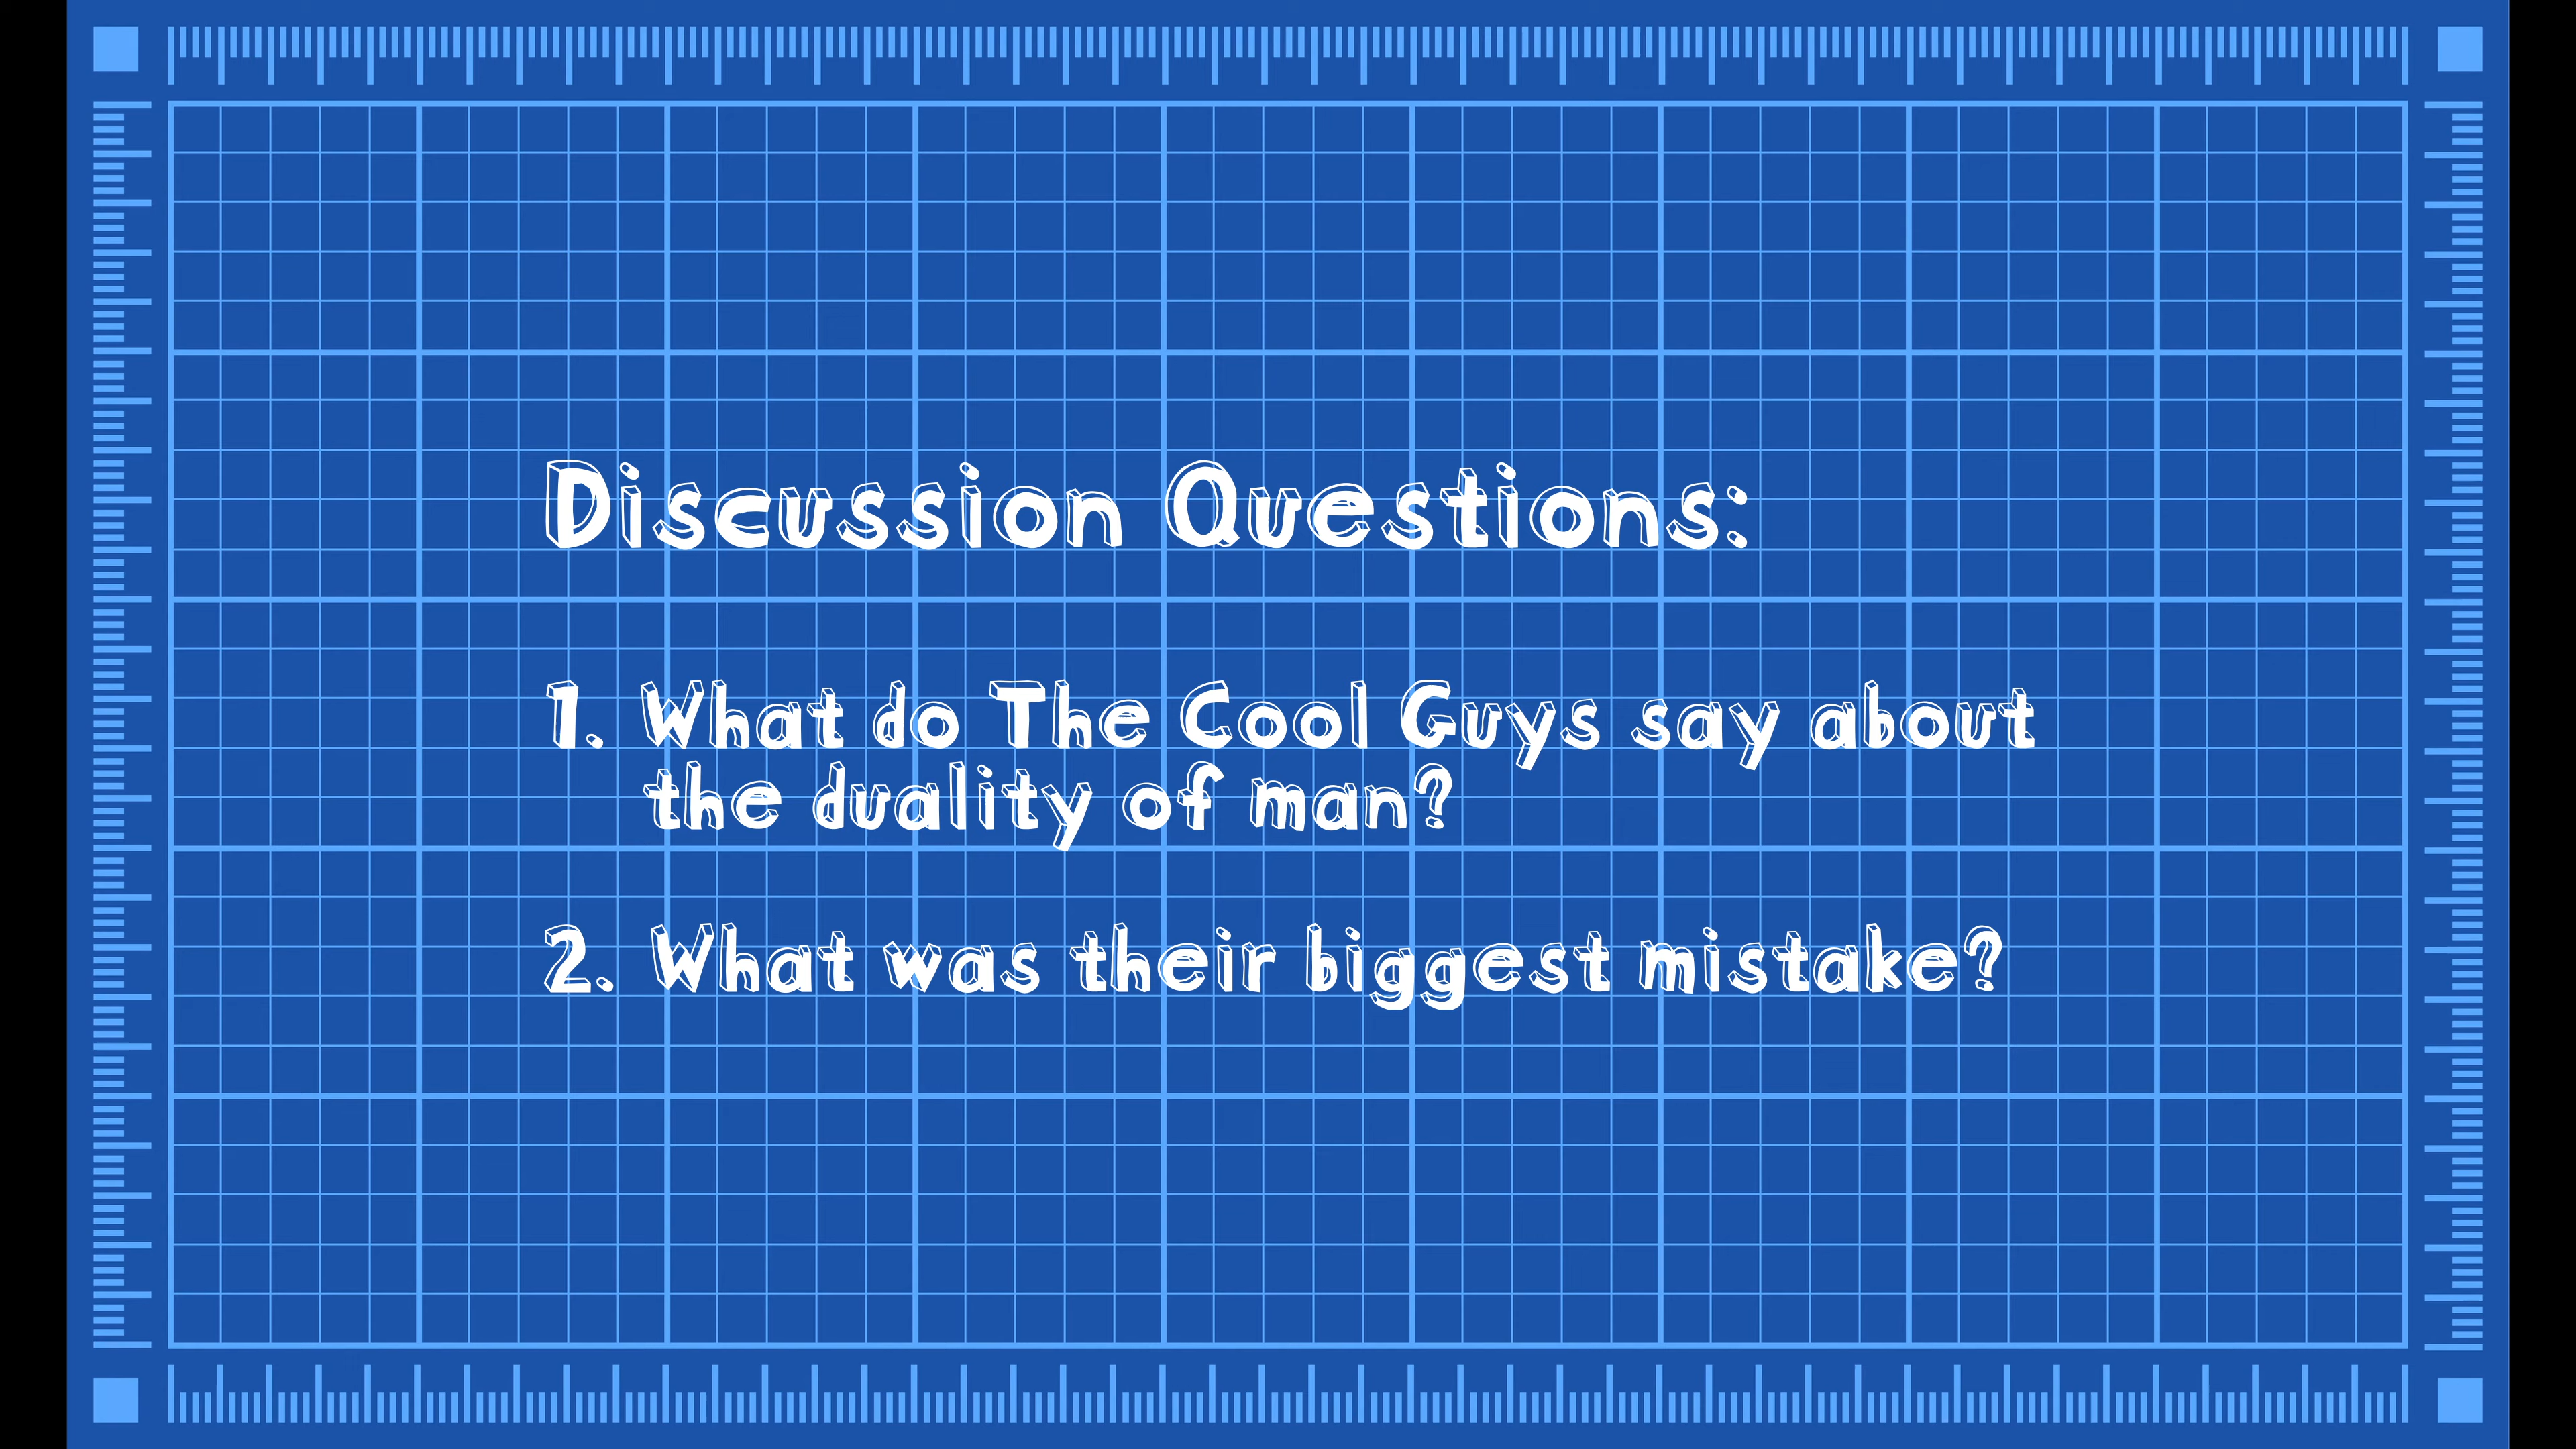 Discussion Questions:
1. What do The Cool Guys say about
the duality of man?
2. What was their biggest mistake?